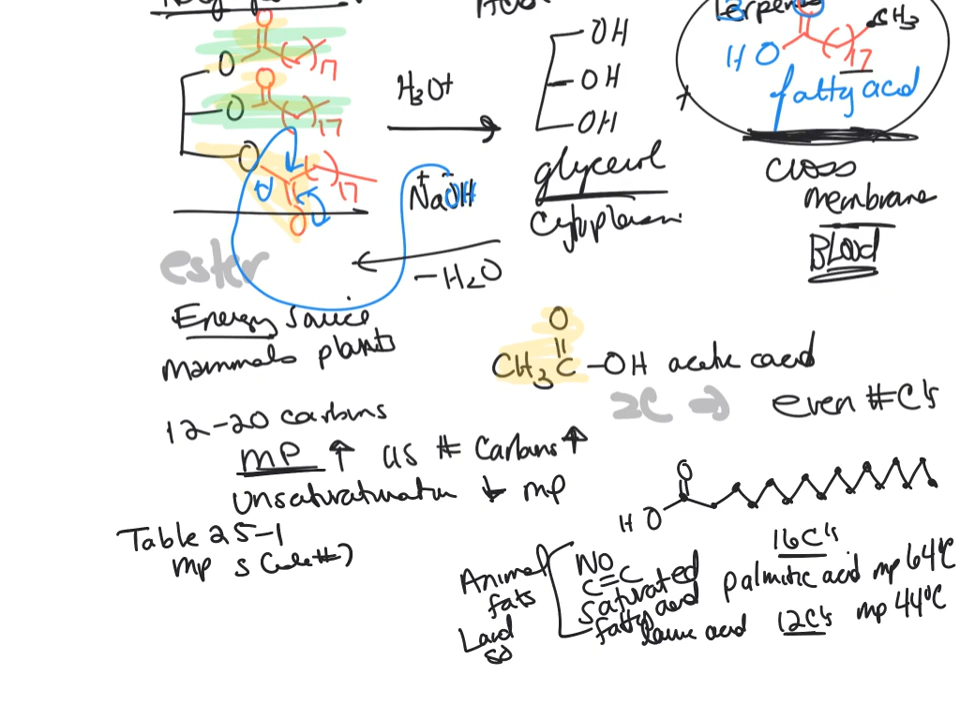 O
O
( )17
O
O
( )17
O
( )17
O
H3O+
NaOH
-H2O
OH
OH
OH
glycerol
Cytoplasm
CH3
HO
17
fatty acid
cross
membrane
Blood
ester
Energy source
mammals plants
O
CH3 C -OH acetic acid
2C ⇒ even #C's
12-20 carbons
mp ↑ as # Carbons ↑
Unsaturation ↓ mp
Table 25-1
mp s
O
HO
16C's
Animal fats
Lard
NO
C=C
saturated
fatty acid
palmitic acid mp 64°C
lauric acid 12C's mp 44°C